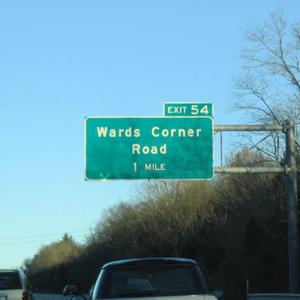 EXIT 54
Wards Corner
Road
1 MILE